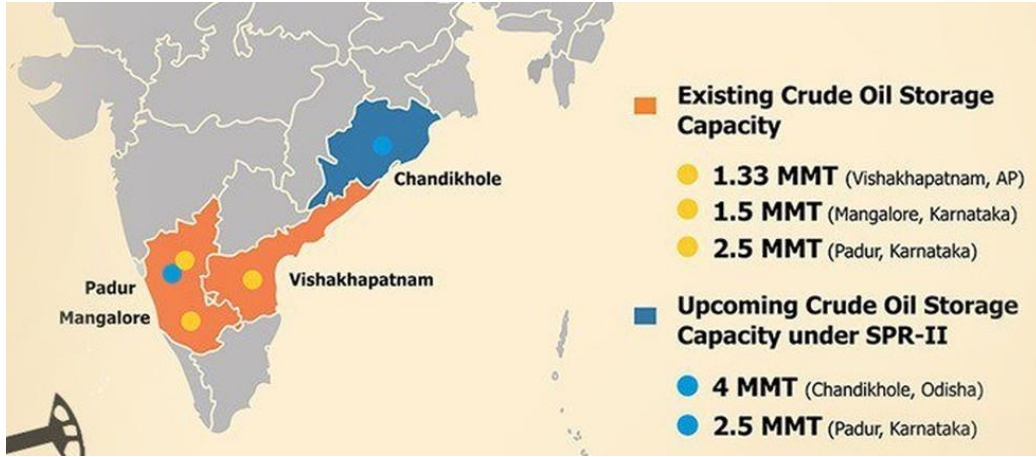 Chandikhole
Vishakhapatnam
Padur
Mangalore
Existing Crude Oil Storage
Capacity
1.33 MMT (Vishakhapatnam, AP)
1.5 MMT (Mangalore, Karnataka)
2.5 MMT (Padur, Karnataka)
Upcoming Crude Oil Storage
Capacity under SPR-II
4 MMT (Chandikhole, Odisha)
2.5 MMT (Padur, Karnataka)